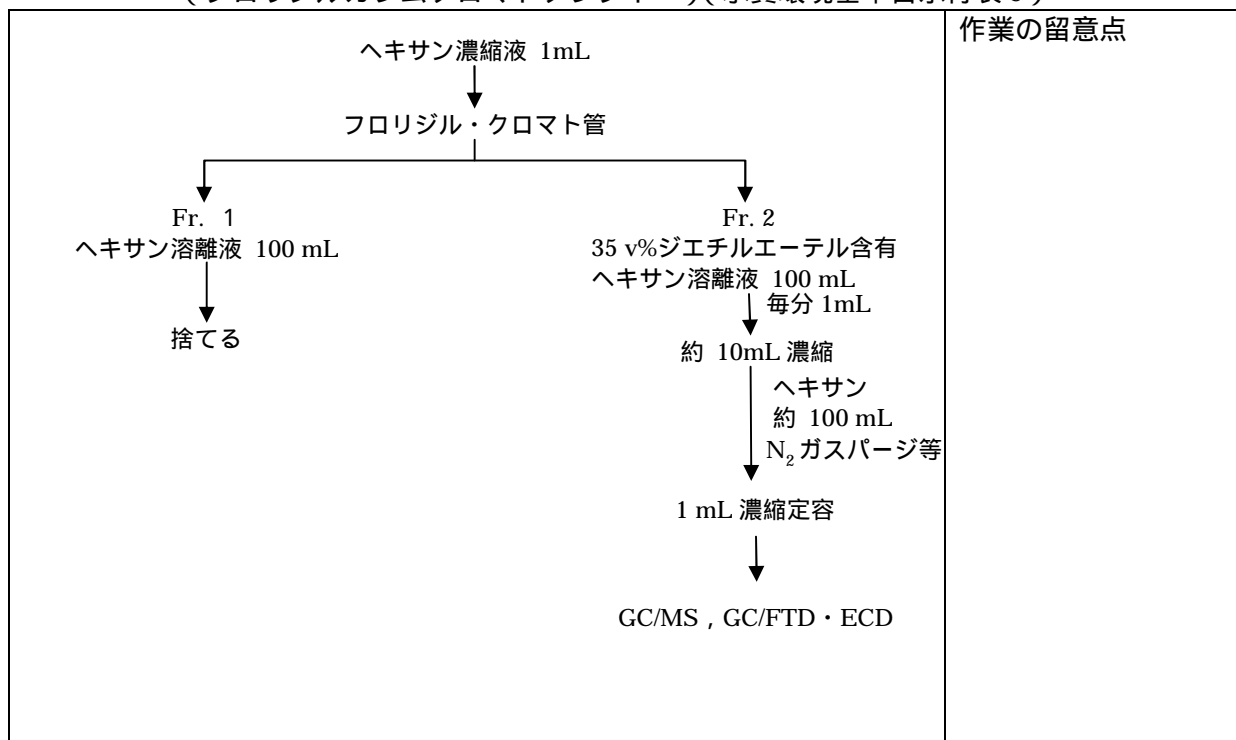 作業の留意点
ヘキサン濃縮液 1mL
フロリジル・クロマト管
Fr. 1
ヘキサン溶離液 100 mL
捨てる
Fr. 2
35 v%ジエチルエーテル含有
ヘキサン溶離液 100 mL
毎分 1mL
約 10mL 濃縮
ヘキサン
約 100 mL
N₂ガスパージ等
1 mL 濃縮定容
GC/MS , GC/FTD・ECD